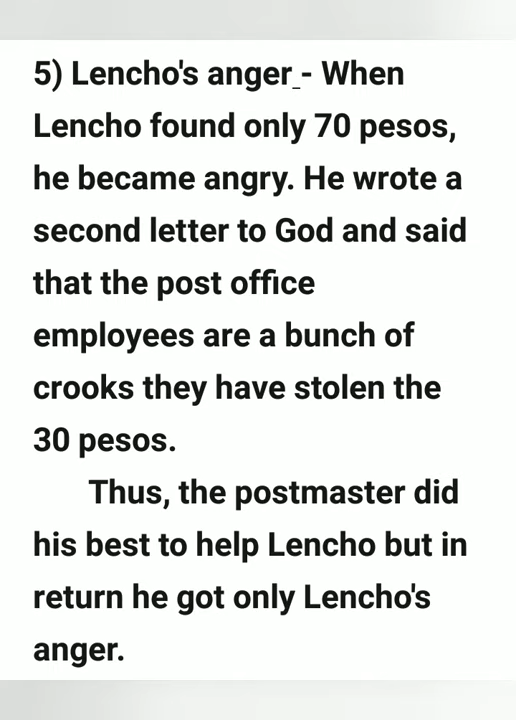 5) Lencho's anger - When
Lencho found only 70 pesos,
he became angry. He wrote a
second letter to God and said
that the post office
employees are a bunch of
crooks they have stolen the
30 pesos.
Thus, the postmaster did
his best to help Lencho but in
return he got only Lencho's
anger.